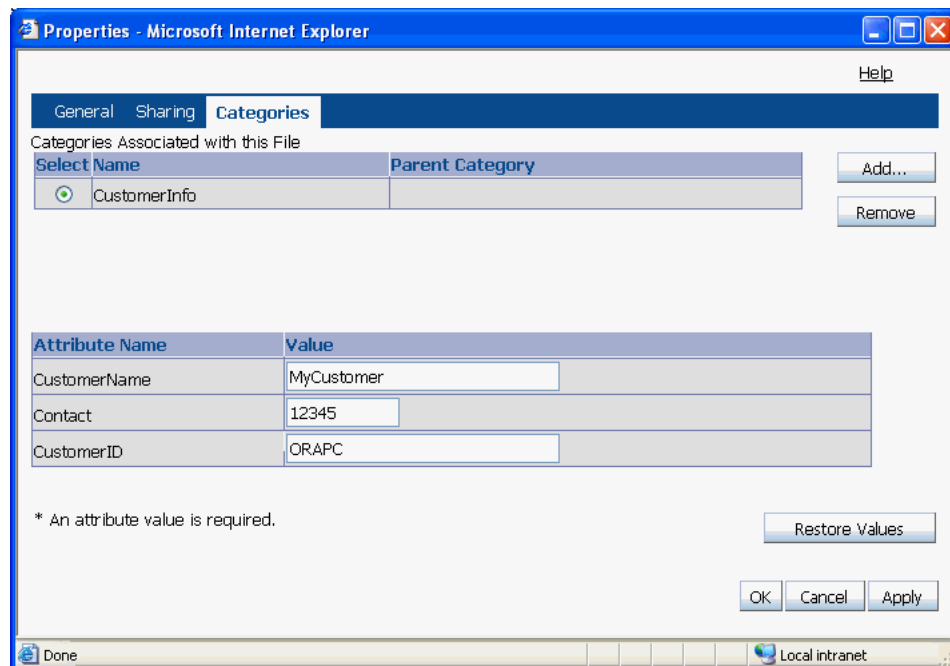 Properties - Microsoft Internet Explorer
Help
General Sharing Categories
Categories Associated with this File
Select Name Parent Category
Add...
CustomerInfo
Remove
Attribute Name Value
CustomerName MyCustomer
Contact 12345
CustomerID ORAPC
* An attribute value is required.
Restore Values
OK Cancel Apply
Done Local intranet